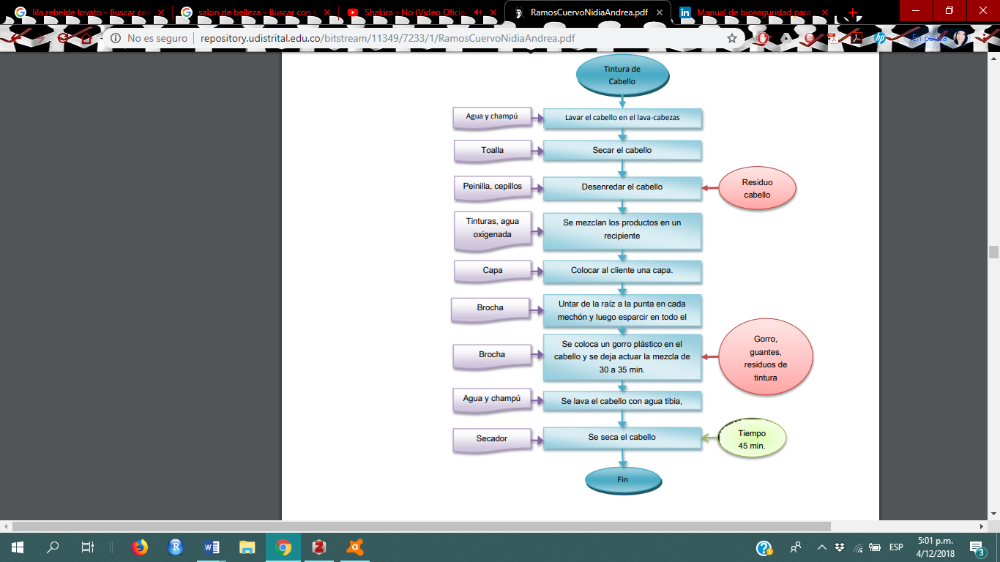 lila rebelde lovato - Buscar con
salon de belleza - Buscar con G
Shakira - No (Video Oficial
RamosCuervoNidiaAndrea.pdf
Manual de bioseguridad para
No es seguro
repository.udistrital.edu.co/bitstream/11349/7233/1/RamosCuervoNidiaAndrea.pdf
En pausa
Tintura de
Cabello
Agua y champú
Lavar el cabello en el lava-cabezas
Toalla
Secar el cabello
Peinilla, cepillos
Desenredar el cabello
Residuo
cabello
Tinturas, agua
oxigenada
Se mezclan los productos en un
recipiente
Capa
Colocar al cliente una capa.
Brocha
Untar de la raíz a la punta en cada
mechón y luego esparcir en todo el
Brocha
Se coloca un gorro plástico en el
cabello y se deja actuar la mezcla de
30 a 35 min.
Gorro,
guantes,
residuos de
tintura
Agua y champú
Se lava el cabello con agua tibia,
Secador
Se seca el cabello
Tiempo
45 min.
Fin
ESP
5:01 p.m.
4/12/2018
3